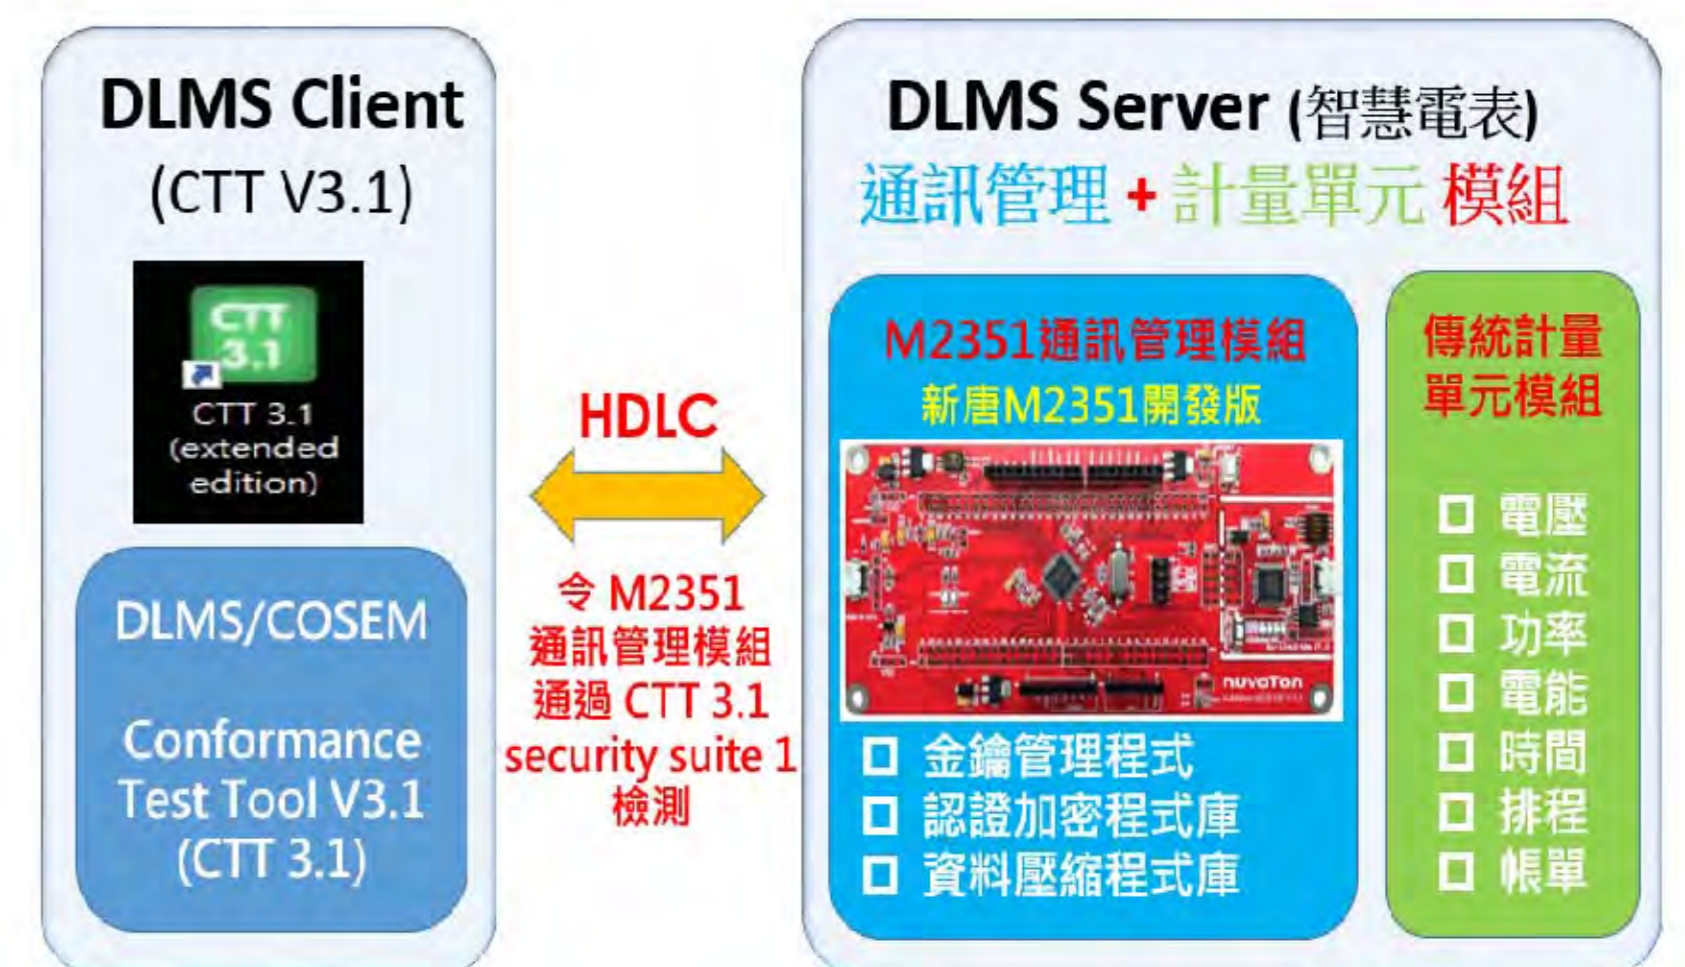 DLMS Client
(CTT V3.1)
CTT
3.1
CTT 3.1
(extended
edition)
DLMS/COSEM
Conformance
Test Tool V3.1
(CTT 3.1)
HDLC
令 M2351
通訊管理模組
通過 CTT 3.1
security suite 1
檢測
DLMS Server (智慧電表)
通訊管理 + 計量單元 模組
M2351通訊管理模組
新唐M2351開發版
nuvoTon
金鑰管理程式
認證加密程式庫
資料壓縮程式庫
傳統計量
單元模組
電壓
電流
功率
電能
時間
排程
帳單